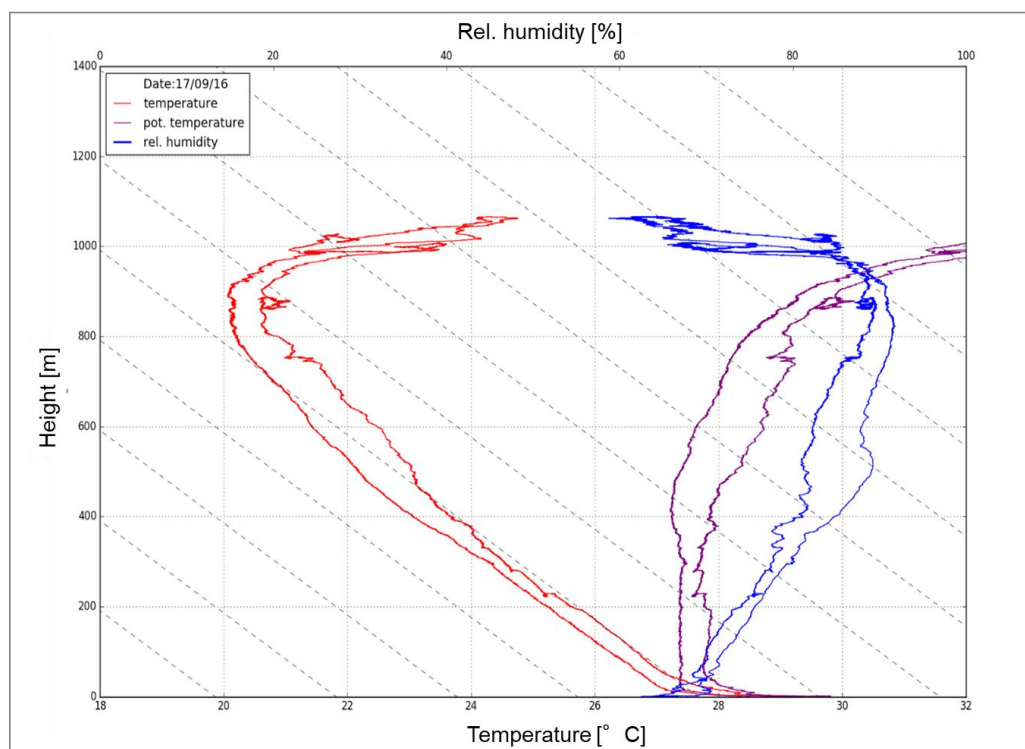 Rel. humidity [%]
0 20 40 60 80 100
1400
Date:17/09/16
temperature
pot. temperature
rel. humidity
1200
1000
800
600
400
200
0
Height [m]
18 20 22 24 26 28 30 32
Temperature [° C]